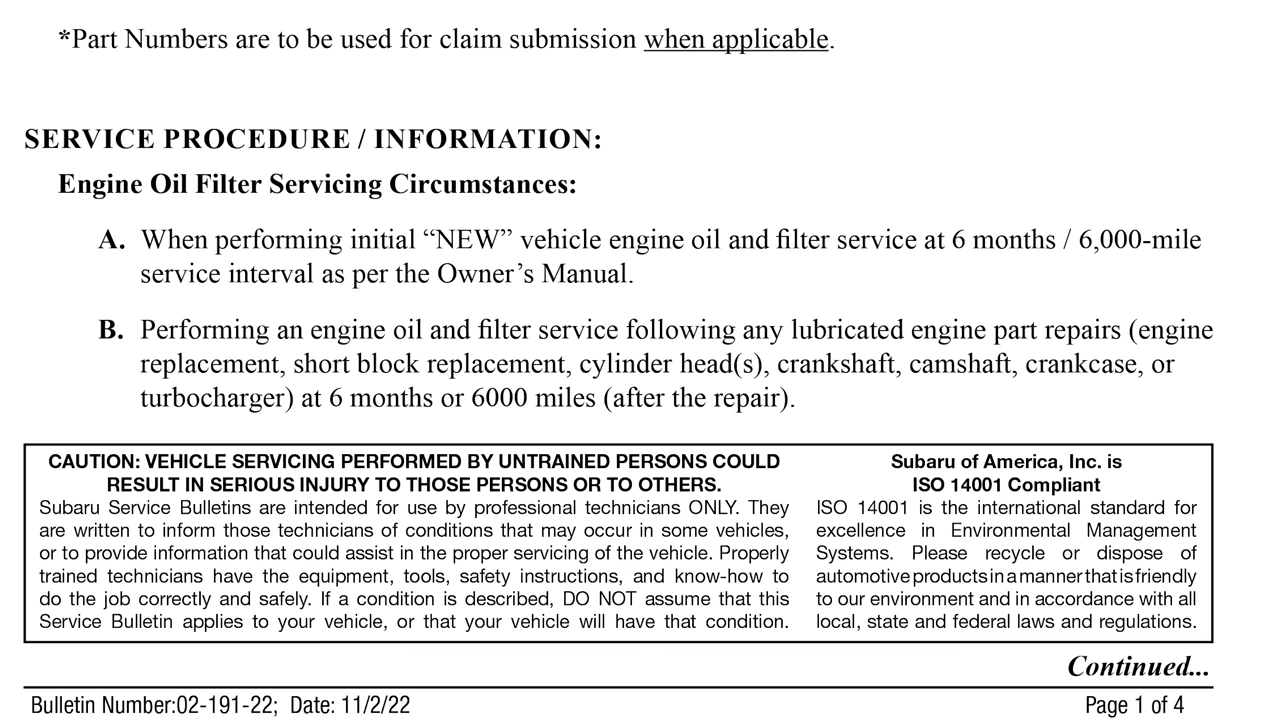 *Part Numbers are to be used for claim submission when applicable.
SERVICE PROCEDURE / INFORMATION:
Engine Oil Filter Servicing Circumstances:
A. When performing initial “NEW” vehicle engine oil and filter service at 6 months / 6,000-mile
service interval as per the Owner’s Manual.
B. Performing an engine oil and filter service following any lubricated engine part repairs (engine
replacement, short block replacement, cylinder head(s), crankshaft, camshaft, crankcase, or
turbocharger) at 6 months or 6000 miles (after the repair).
CAUTION: VEHICLE SERVICING PERFORMED BY UNTRAINED PERSONS COULD
RESULT IN SERIOUS INJURY TO THOSE PERSONS OR TO OTHERS.
Subaru Service Bulletins are intended for use by professional technicians ONLY. They
are written to inform those technicians of conditions that may occur in some vehicles,
or to provide information that could assist in the proper servicing of the vehicle. Properly
trained technicians have the equipment, tools, safety instructions, and know-how to
do the job correctly and safely. If a condition is described, DO NOT assume that this
Service Bulletin applies to your vehicle, or that your vehicle will have that condition.
Subaru of America, Inc. is
ISO 14001 Compliant
ISO 14001 is the international standard for
excellence in Environmental Management
Systems. Please recycle or dispose of
automotive products in a manner that is friendly
to our environment and in accordance with all
local, state and federal laws and regulations.
Continued...
Bulletin Number:02-191-22; Date: 11/2/22
Page 1 of 4